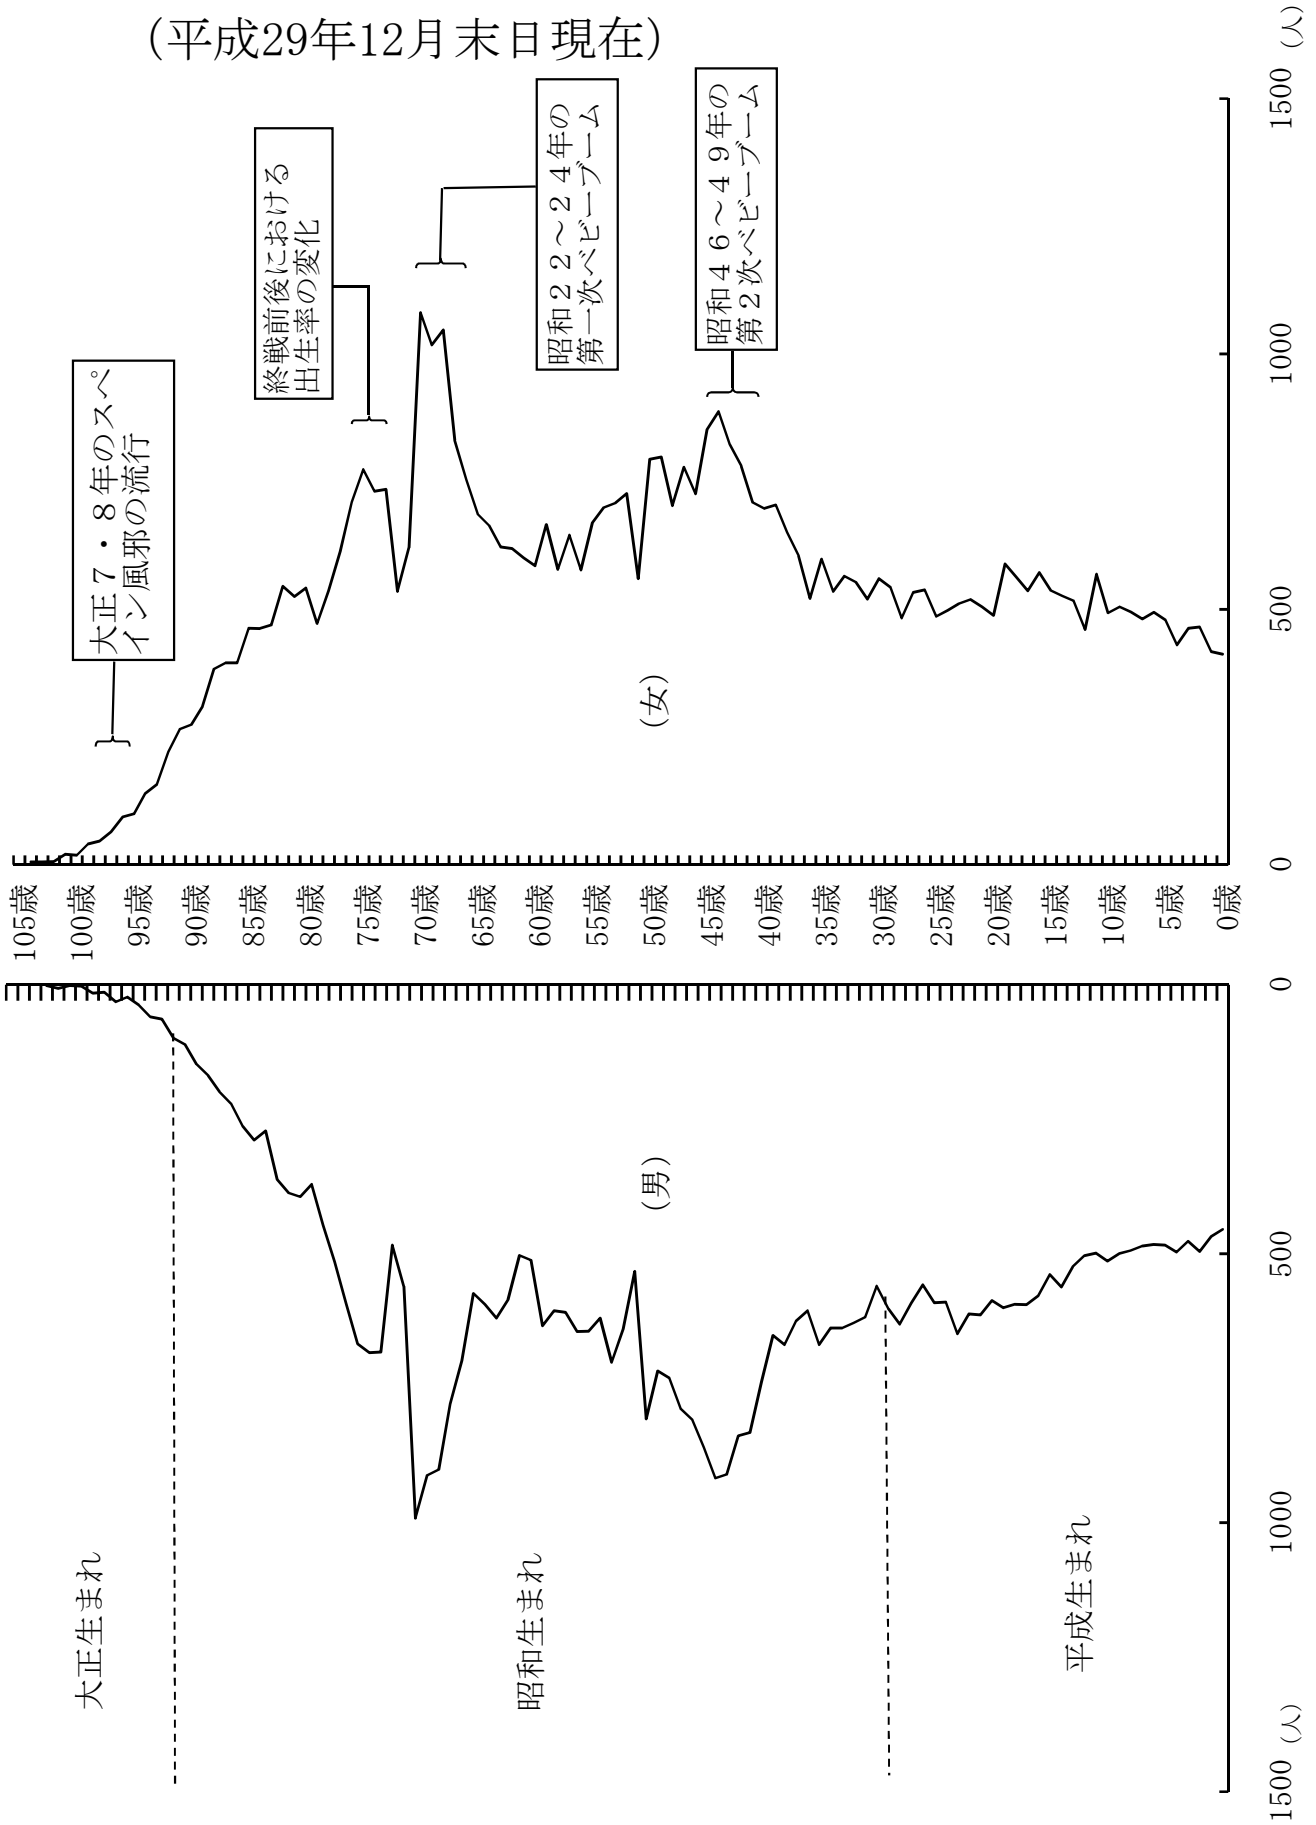 (平成29年12月末日現在)
大正７・８年のスペ
イン風邪の流行
終戦前後における
出生率の変化
昭和２２～２４年の
第一次ベビーブーム
昭和４６～４９年の
第２次ベビーブーム
(女)
(人)
1500
1000
500
0
105歳
100歳
95歳
90歳
85歳
80歳
75歳
70歳
65歳
60歳
55歳
50歳
45歳
40歳
35歳
30歳
25歳
20歳
15歳
10歳
5歳
0歳
(男)
0
500
1000
1500
(人)
大正生まれ
昭和生まれ
平成生まれ